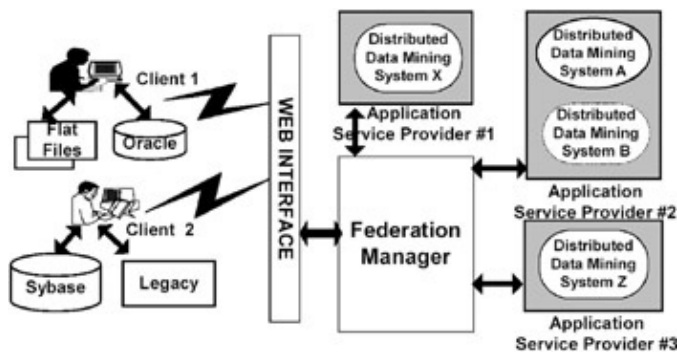 Client 1
Flat
Files
Oracle
Client 2
Sybase
Legacy
WEB INTERFACE
Distributed
Data Mining
System X
Application
Service Provider #1
Federation
Manager
Distributed
Data Mining
System A
Distributed
Data Mining
System B
Application
Service Provider #2
Distributed
Data Mining
System Z
Application
Service Provider #3